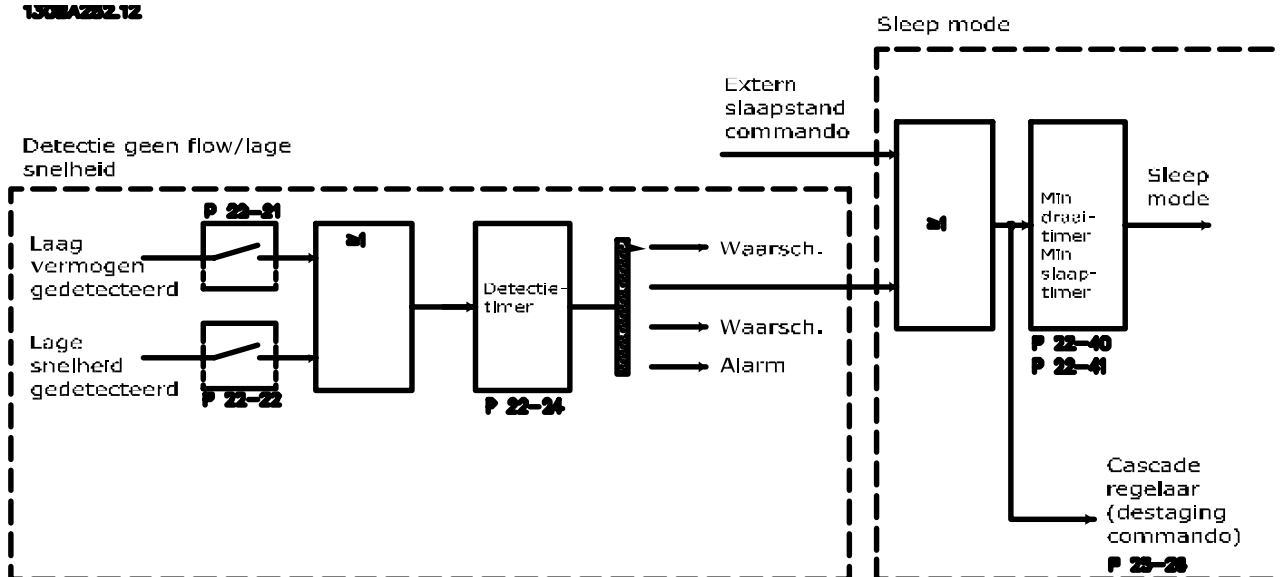 130BA252.12
Sleep mode
Extern
slaapstand
commando
Detectie geen flow/lage
snelheid
Sleep
mode
P 22-21
≥1
≥1
Min
draai-
timer
Min
slaap-
timer
Laag
vermogen
gedetecteerd
Waarsch.
Detectie-
timer
Lage
snelheid
gedetecteerd
Waarsch.
Alarm
P 22-40
P 22-41
P 22-22
P 22-24
Cascade
regelaar
(destaging
commando)
P 25-26